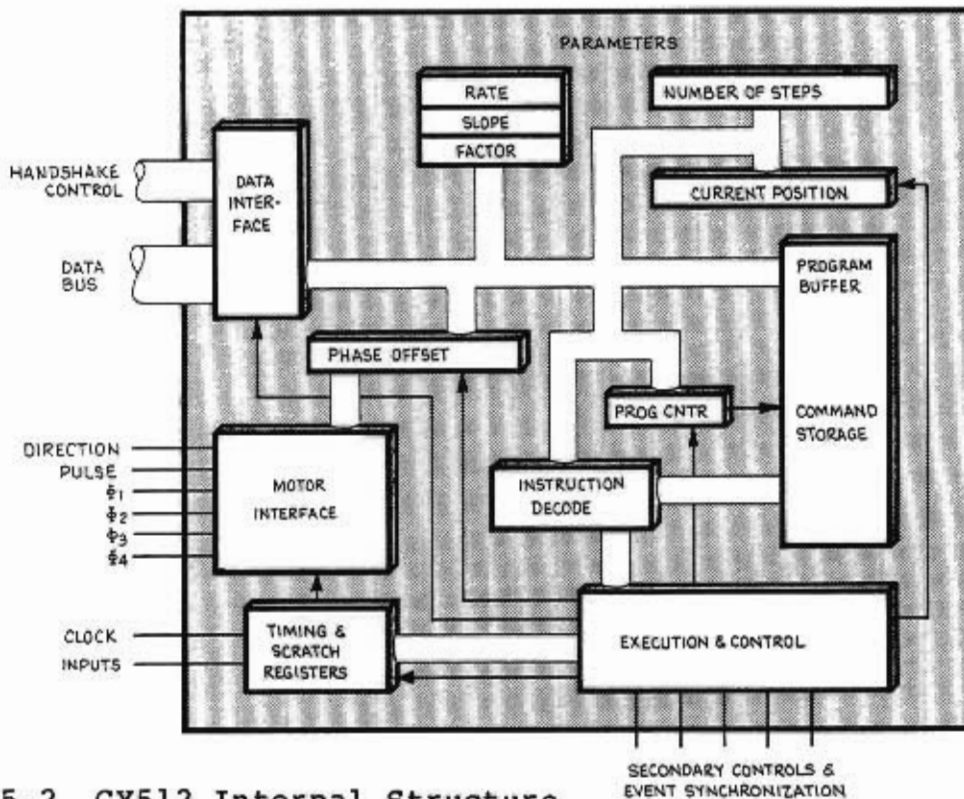 PARAMETERS
RATE
SLOPE
FACTOR
NUMBER OF STEPS
CURRENT POSITION
HANDSHAKE
CONTROL
DATA
INTER-
FACE
DATA
BUS
PROGRAM
BUFFER
COMMAND
STORAGE
PHASE OFFSET
PROG CNTR
DIRECTION
PULSE
Φ1
Φ2
Φ3
Φ4
MOTOR
INTERFACE
INSTRUCTION
DECODE
CLOCK
INPUTS
TIMING &
SCRATCH
REGISTERS
EXECUTION & CONTROL
SECONDARY CONTROLS &
EVENT SYNCHRONIZATION
5.2 CY512 Internal Structure